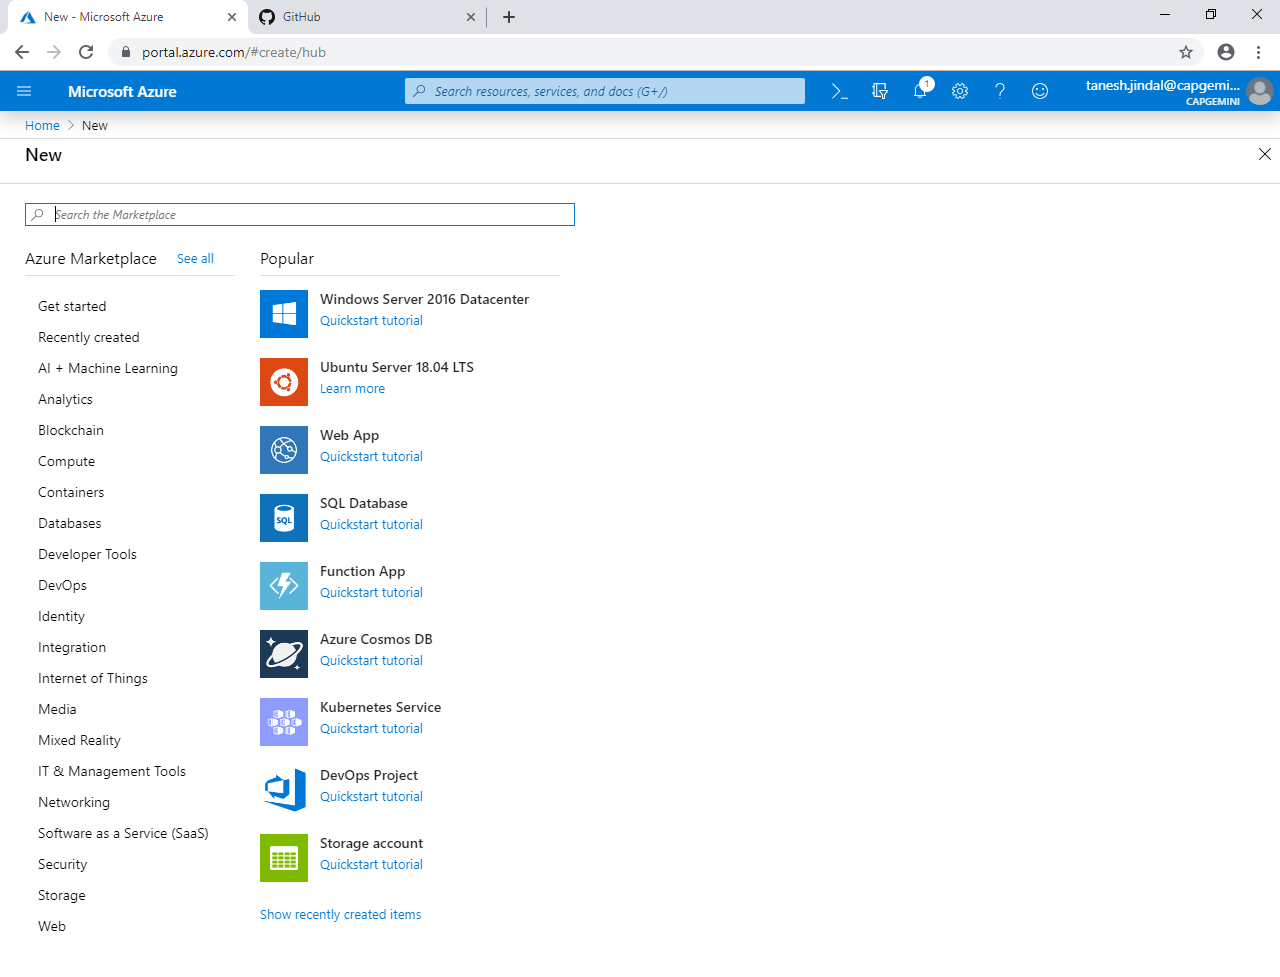 New - Microsoft Azure
GitHub
portal.azure.com/#create/hub
Microsoft Azure
Search resources, services, and docs (G+/)
1
tanesh.jindal@capgemi...
CAPGEMINI
Home > New
New
Search the Marketplace
Azure Marketplace See all
Get started
Recently created
AI + Machine Learning
Analytics
Blockchain
Compute
Containers
Databases
Developer Tools
DevOps
Identity
Integration
Internet of Things
Media
Mixed Reality
IT & Management Tools
Networking
Software as a Service (SaaS)
Security
Storage
Web
Popular
Windows Server 2016 Datacenter
Quickstart tutorial
Ubuntu Server 18.04 LTS
Learn more
Web App
Quickstart tutorial
SQL
SQL Database
Quickstart tutorial
Function App
Quickstart tutorial
Azure Cosmos DB
Quickstart tutorial
Kubernetes Service
Quickstart tutorial
DevOps Project
Quickstart tutorial
Storage account
Quickstart tutorial
Show recently created items